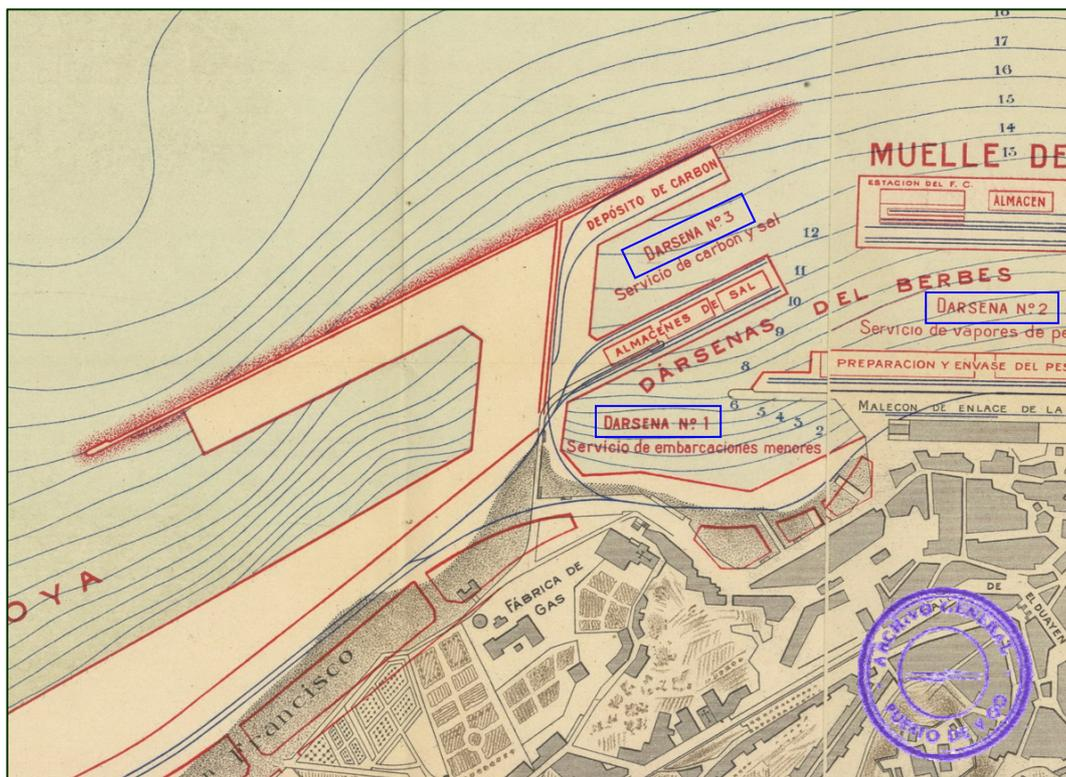 18
17
16
15
14
13
MUELLE DE
ESTACION DEL F. C.
ALMACEN
DEPÓSITO DE CARBON
DARSENA Nº 3
Servicio de carbon y sal
12
11
10
9
8
6
5
4
3
2
ALMACENES DE SAL
DÁRSENAS DEL BERBES
DARSENA Nº 2
Servicio de vapores de pe
PREPARACION Y ENVASE DEL PES
MALECON DE ENLACE DE LA
DARSENA Nº 1
Servicio de embarcaciones menores
OYA
FÁBRICA DE
GAS
n Francisco
DE
ELDUAYEN
ARCHIVO GENERAL
PUERTO DE VIGO